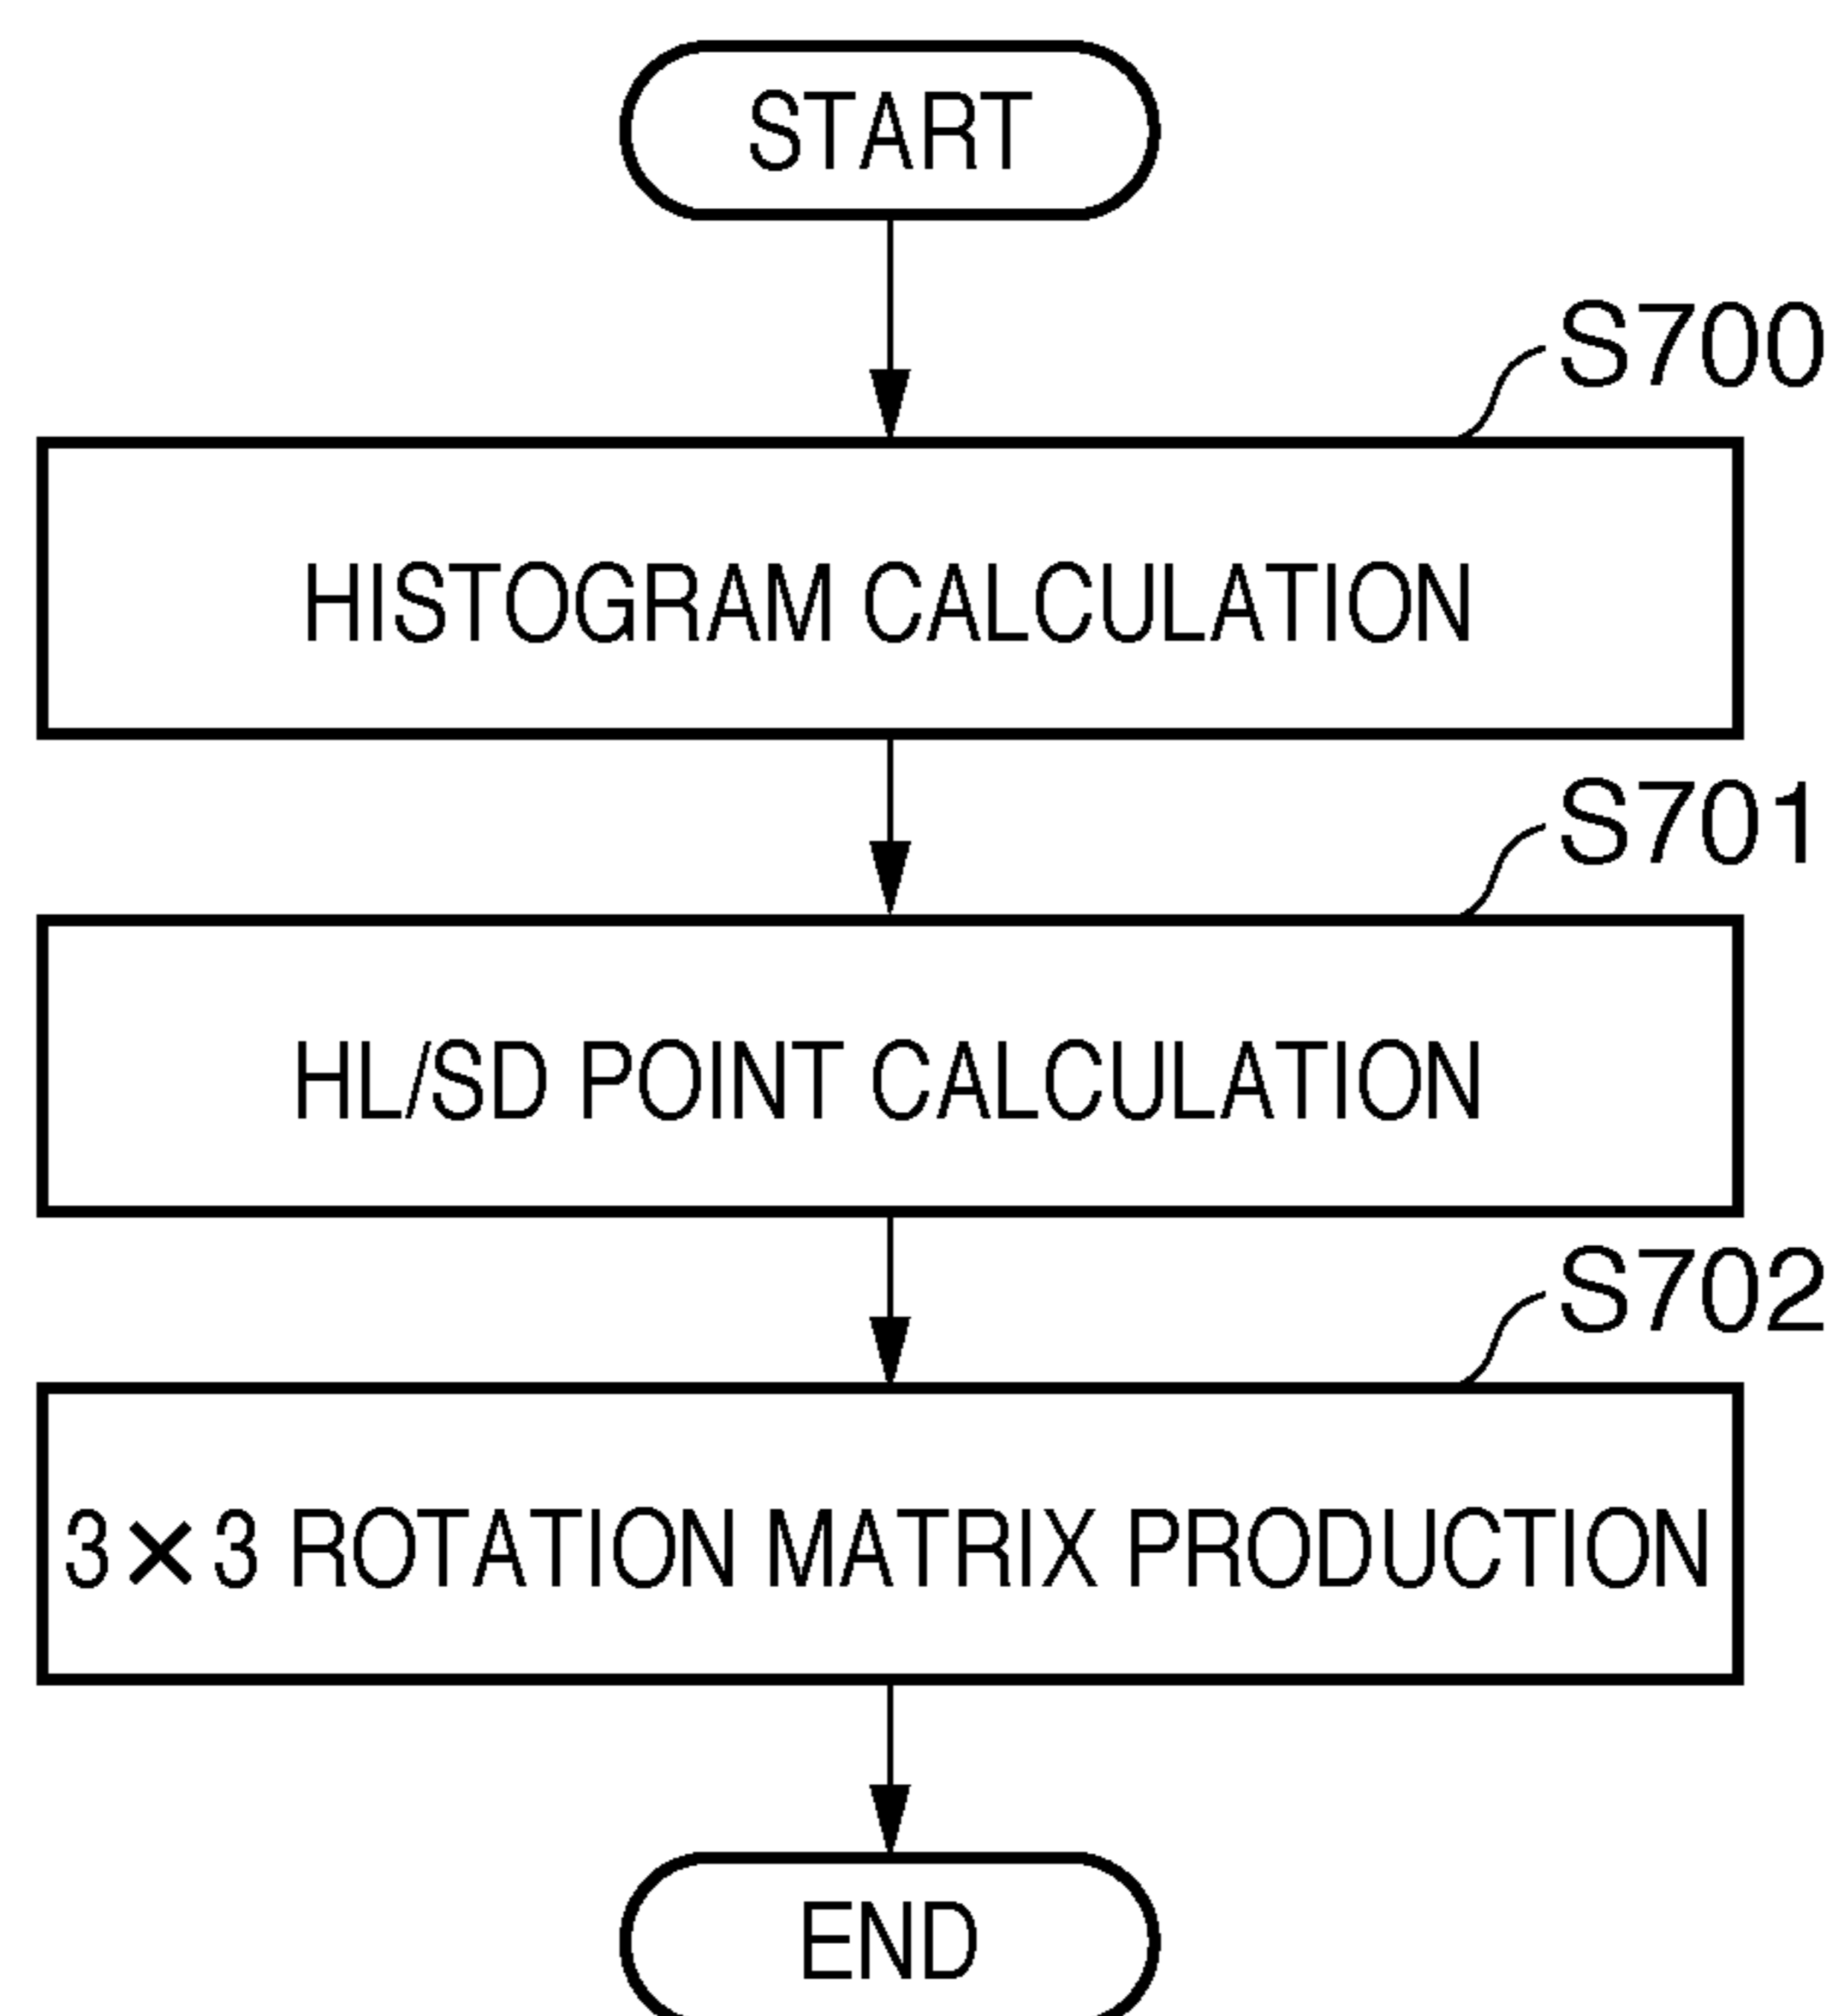 START
S700
HISTOGRAM CALCULATION
S701
HL/SD POINT CALCULATION
S702
3×3 ROTATION MATRIX PRODUCTION
END